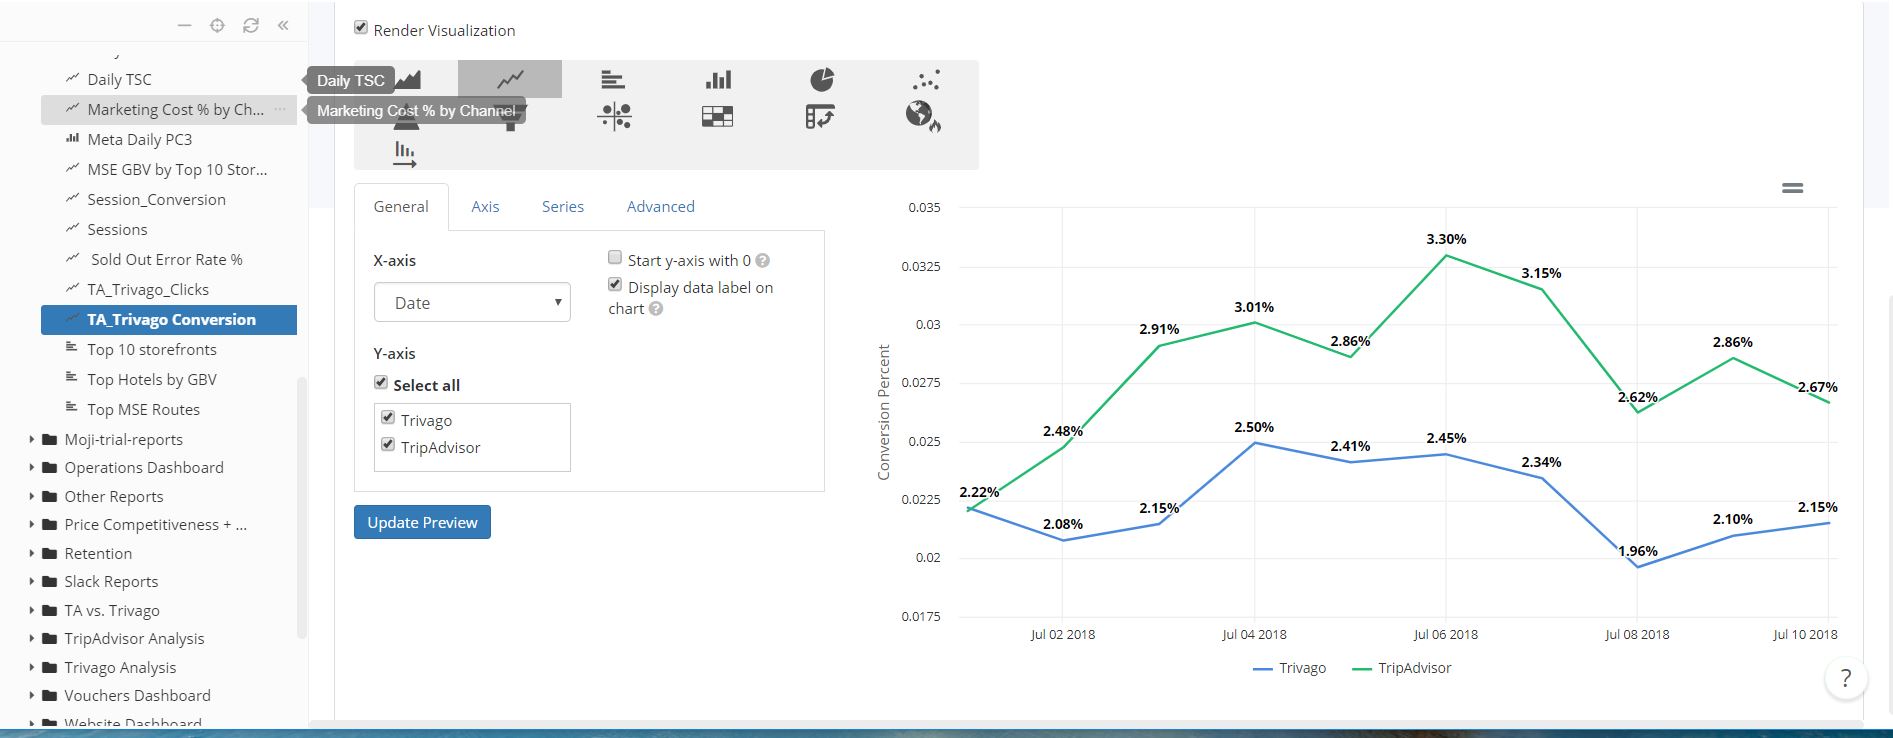 Render Visualization
Daily TSC
Daily TSC
Marketing Cost % by Ch...
Marketing Cost % by Channel
Meta Daily PC3
MSE GBV by Top 10 Stor...
Session_Conversion
Sessions
Sold Out Error Rate %
TA_Trivago_Clicks
TA_Trivago Conversion
Top 10 storefronts
Top Hotels by GBV
Top MSE Routes
Moji-trial-reports
Operations Dashboard
Other Reports
Price Competitiveness + ...
Retention
Slack Reports
TA vs. Trivago
TripAdvisor Analysis
Trivago Analysis
Vouchers Dashboard
Website Dashboard
General Axis Series Advanced
X-axis
Date
Start y-axis with 0 ?
Display data label on
chart ?
Y-axis
Select all
Trivago
TripAdvisor
Update Preview
Conversion Percent
0.035
0.0325
0.03
0.0275
0.025
0.0225
0.02
0.0175
2.22% 2.48% 2.91% 3.01% 2.86% 3.30% 3.15% 2.62% 2.86% 2.67%
2.08% 2.15% 2.50% 2.41% 2.45% 2.34% 1.96% 2.10% 2.15%
Jul 02 2018 Jul 04 2018 Jul 06 2018 Jul 08 2018 Jul 10 2018
Trivago TripAdvisor
?